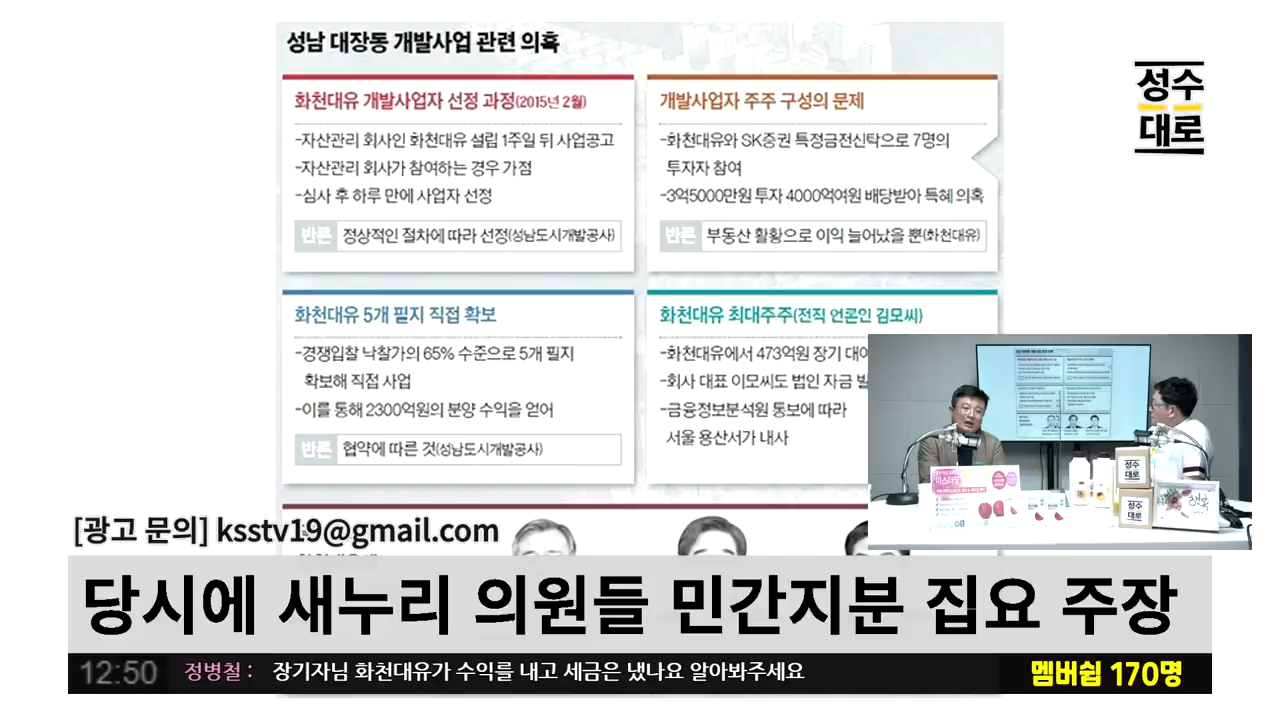 성남 대장동 개발사업 관련 의혹
성수
대로
화천대유 개발사업자 선정 과정(2015년 2월)
-자산관리 회사인 화천대유 설립 1주일 뒤 사업공고
-자산관리 회사가 참여하는 경우 가점
-심사 후 하루 만에 사업자 선정
반론 정상적인 절차에 따라 선정(성남도시개발공사)
개발사업자 주주 구성의 문제
-화천대유와 SK증권 특정금전신탁으로 7명의
투자자 참여
-3억5000만원 투자 4000억여원 배당받아 특혜 의혹
반론 부동산 활황으로 이익 늘어났을 뿐(화천대유)
화천대유 5개 필지 직접 확보
-경쟁입찰 낙찰가의 65% 수준으로 5개 필지
확보해 직접 사업
-이를 통해 2300억원의 분양 수익을 얻어
반론 협약에 따른 것(성남도시개발공사)
화천대유 최대주주(전직 언론인 김모씨)
-화천대유에서 473억원 장기 대여
-회사 대표 이모씨도 법인 자금
-금융정보분석원 통보에 따라
서울 용산서가 내사
성수
대로
성수
대로
[광고 문의] ksstv19@gmail.com
당시에 새누리 의원들 민간지분 집요 주장
12:50 정병철 : 장기자님 화천대유가 수익를 내고 세금은 냈나요 알아봐주세요 멤버쉽 170명